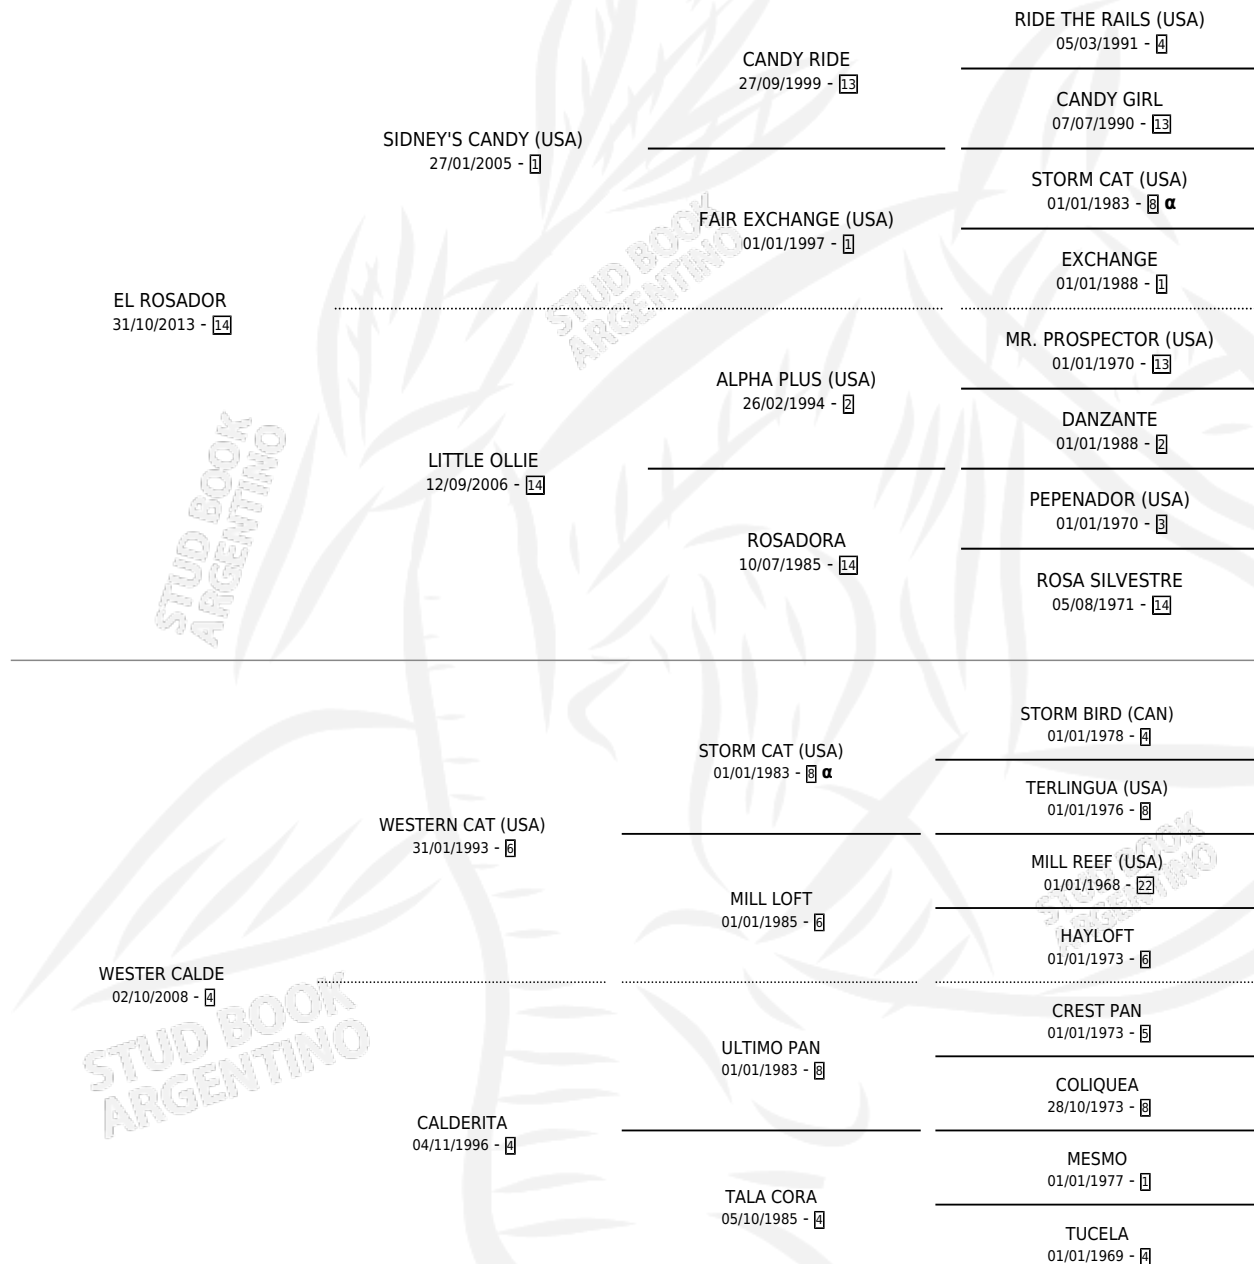 RIDE THE RAILS (USA)
05/03/1991 - 4
CANDY RIDE
27/09/1999 - 13
CANDY GIRL
07/07/1990 - 13
SIDNEY'S CANDY (USA)
27/01/2005 - 1
STORM CAT (USA)
01/01/1983 - 8 α
FAIR EXCHANGE (USA)
01/01/1997 - 1
EXCHANGE
01/01/1988 - 1
EL ROSADOR
31/10/2013 - 14
MR. PROSPECTOR (USA)
01/01/1970 - 13
ALPHA PLUS (USA)
26/02/1994 - 2
DANZANTE
01/01/1988 - 2
LITTLE OLLIE
12/09/2006 - 14
PEPENADOR (USA)
01/01/1970 - 3
ROSADORA
10/07/1985 - 14
ROSA SILVESTRE
05/08/1971 - 14
STUD BOOK
ARGENTINO
STUD BOOK
ARGENTINO
STORM BIRD (CAN)
01/01/1978 - 4
STORM CAT (USA)
01/01/1983 - 8 α
TERLINGUA (USA)
01/01/1976 - 8
WESTERN CAT (USA)
31/01/1993 - 6
MILL REEF (USA)
01/01/1968 - 22
MILL LOFT
01/01/1985 - 6
HAYLOFT
01/01/1973 - 6
WESTER CALDE
02/10/2008 - 4
CREST PAN
01/01/1973 - 5
ULTIMO PAN
01/01/1983 - 8
COLIQUEA
28/10/1973 - 8
CALDERITA
04/11/1996 - 4
MESMO
01/01/1977 - 1
TALA CORA
05/10/1985 - 4
TUCELA
01/01/1969 - 4
STUD BOOK
ARGENTINO
STUD BOOK
ARGENTINO